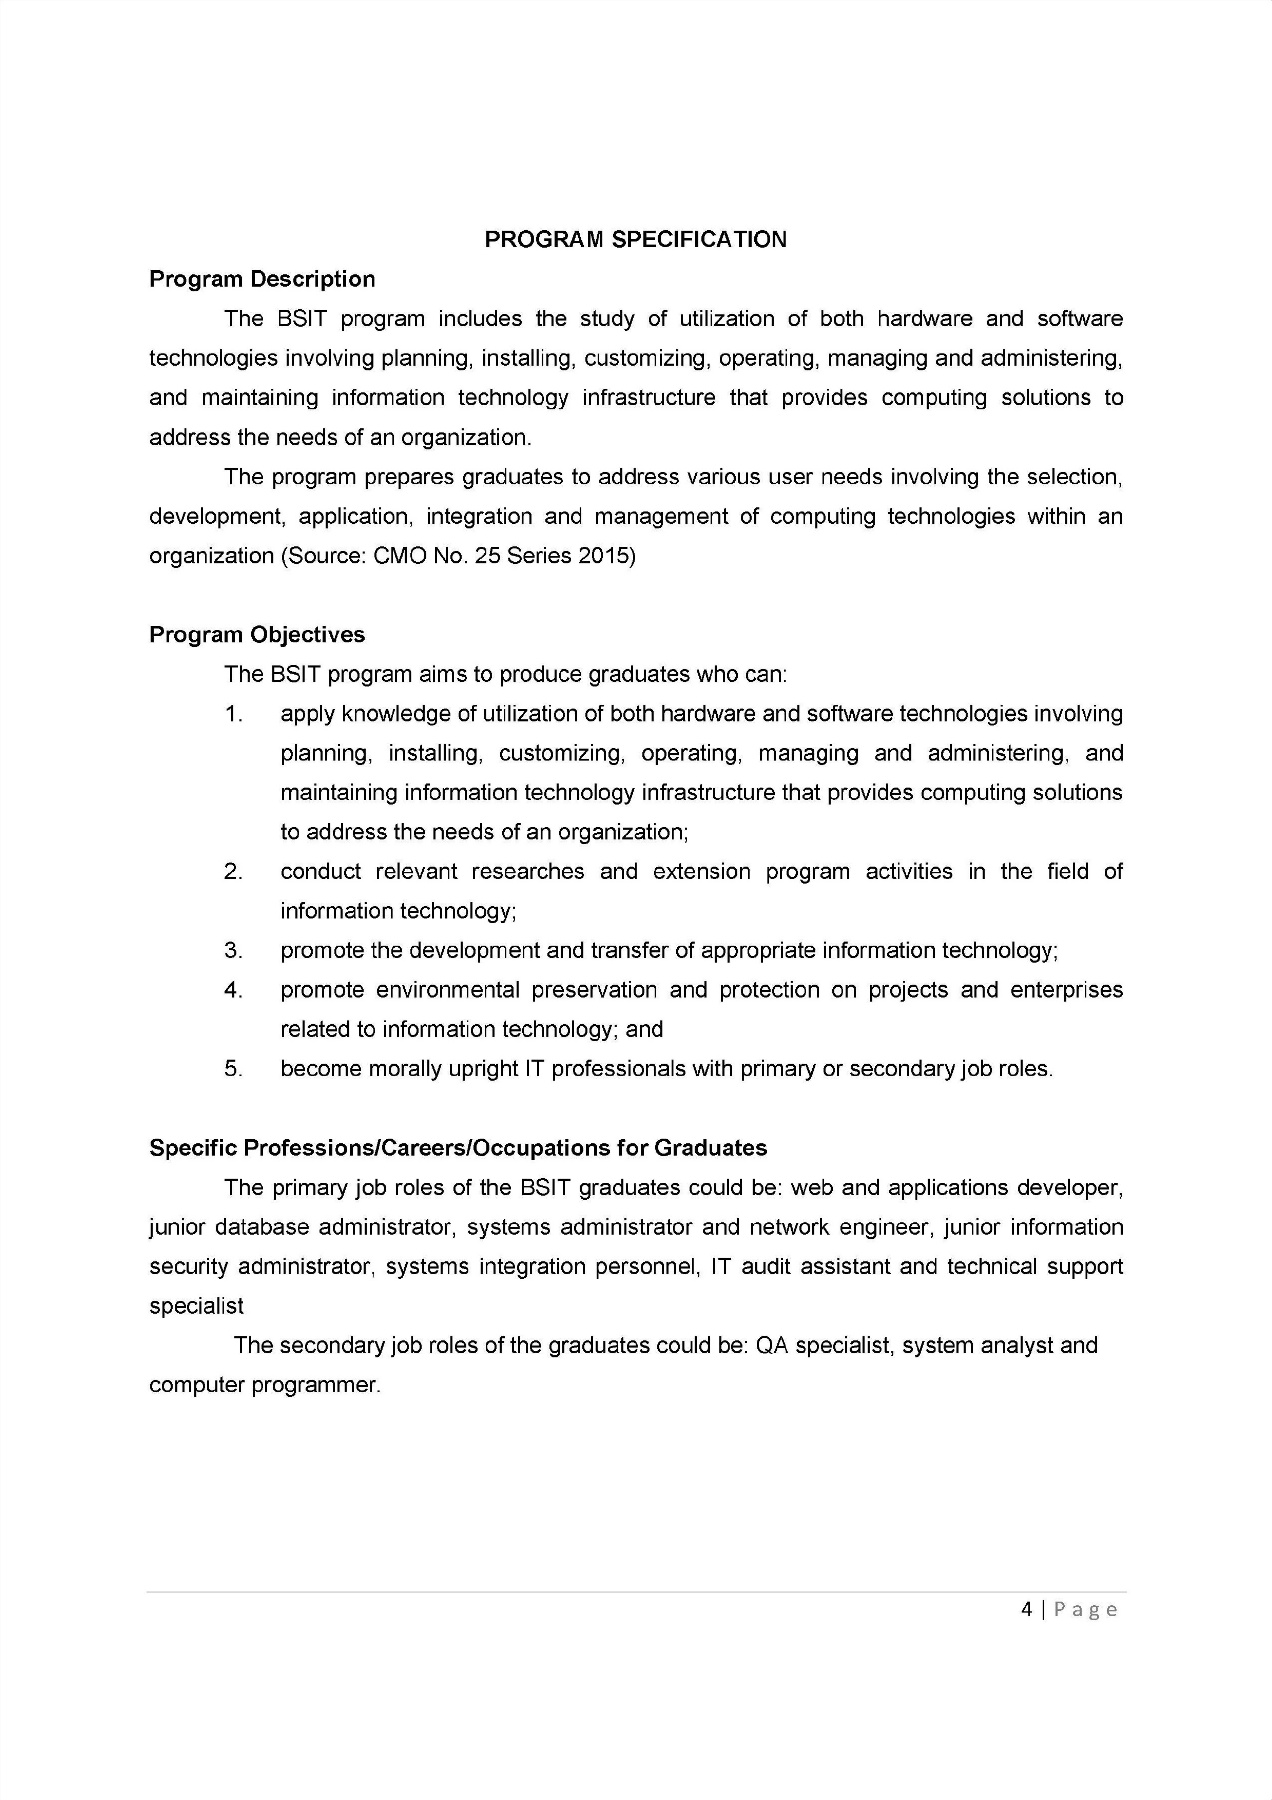 PROGRAM SPECIFICATION
Program Description
The BSIT program includes the study of utilization of both hardware and software
technologies involving planning, installing, customizing, operating, managing and administering,
and maintaining information technology infrastructure that provides computing solutions to
address the needs of an organization.
The program prepares graduates to address various user needs involving the selection,
development, application, integration and management of computing technologies within an
organization (Source: CMO No. 25 Series 2015)
Program Objectives
The BSIT program aims to produce graduates who can:
1. apply knowledge of utilization of both hardware and software technologies involving
planning, installing, customizing, operating, managing and administering, and
maintaining information technology infrastructure that provides computing solutions
to address the needs of an organization;
2. conduct relevant researches and extension program activities in the field of
information technology;
3. promote the development and transfer of appropriate information technology;
4. promote environmental preservation and protection on projects and enterprises
related to information technology; and
5. become morally upright IT professionals with primary or secondary job roles.
Specific Professions/Careers/Occupations for Graduates
The primary job roles of the BSIT graduates could be: web and applications developer,
junior database administrator, systems administrator and network engineer, junior information
security administrator, systems integration personnel, IT audit assistant and technical support
specialist
The secondary job roles of the graduates could be: QA specialist, system analyst and
computer programmer.
4 | Page